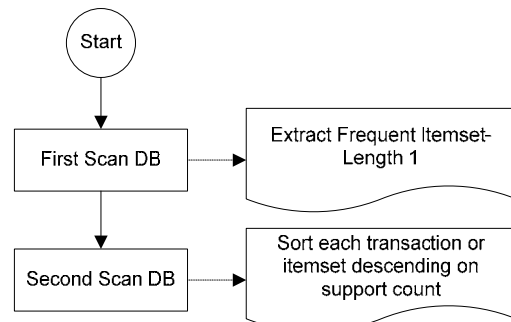 Start
First Scan DB
Extract Frequent Itemset-
Length 1
Second Scan DB
Sort each transaction or
itemset descending on
support count